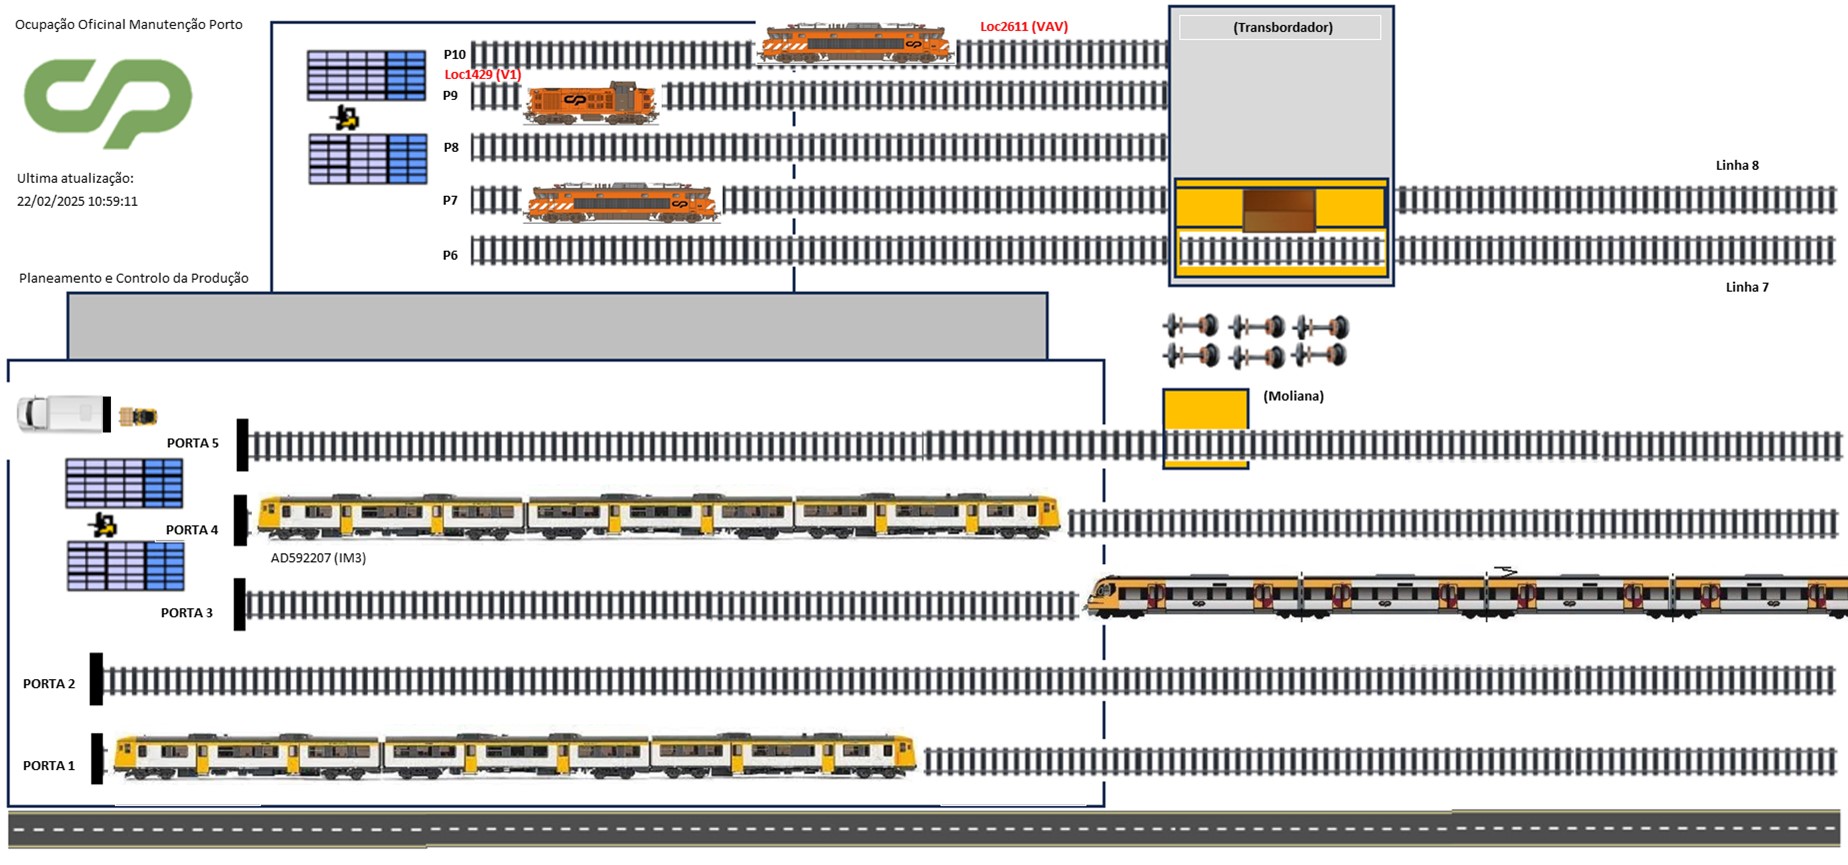 Ocupação Oficinal Manutenção Porto
Loc2611 (VAV)
(Transbordador)
P10
Loc1429 (V1)
P9
P8
Linha 8
Ultima atualização:
22/02/2025 10:59:11
P7
P6
Planeamento e Controlo da Produção
Linha 7
(Moliana)
PORTA 5
PORTA 4
AD592207 (IM3)
PORTA 3
PORTA 2
PORTA 1